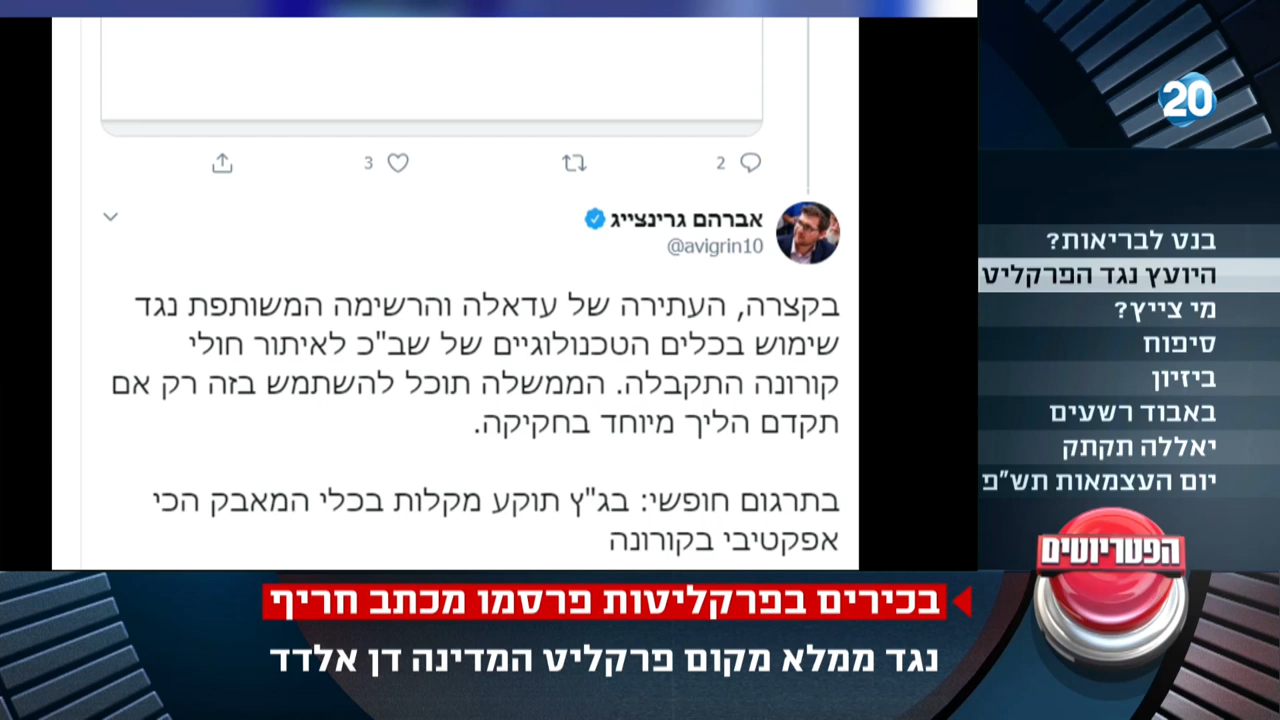 3
2
אברהם גרינצייג
@avigrin10
בקצרה, העתירה של עדאלה והרשימה המשותפת נגד
שימוש בכלים הטכנולוגיים של שב"כ לאיתור חולי
קורונה התקבלה. הממשלה תוכל להשתמש בזה רק אם
תקדם הליך מיוחד בחקיקה.
בתרגום חופשי: בג"ץ תוקע מקלות בכלי המאבק הכי
אפקטיבי בקורונה
20
בנט לבריאות?
היועץ נגד הפרקליט
מי צייץ?
סיפוח
ביזיון
באבוד רשעים
יאללה תקתק
יום העצמאות תש"פ
הפטריוטים
בכירים בפרקליטות פרסמו מכתב חריף
נגד ממלא מקום פרקליט המדינה דן אלדד